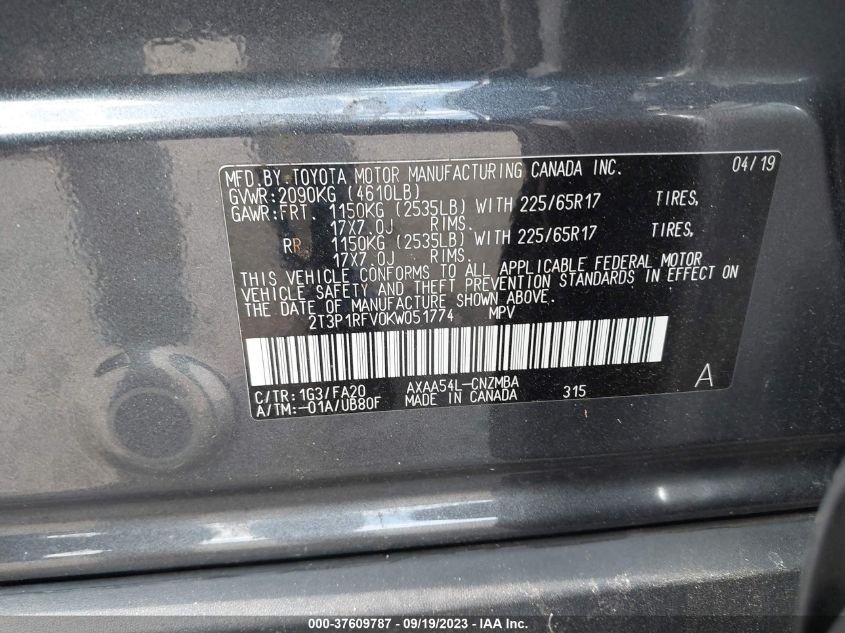 MFD.BY.TOYOTA MOTOR MANUFACTURING CANADA INC. 04/19
GVWR:2090KG (4610LB)
GAWR:FRT. 1150KG (2535LB) WITH 225/65R17 TIRES,
17X7.0J RIMS.
RR. 1150KG (2535LB) WITH 225/65R17 TIRES,
17X7.0J RIMS.
THIS VEHICLE CONFORMS TO ALL APPLICABLE FEDERAL MOTOR
VEHICLE SAFETY AND THEFT PREVENTION STANDARDS IN EFFECT ON
THE DATE OF MANUFACTURE SHOWN ABOVE.
2T3P1RFV0KW051774 MPV
C/TR:1G3/FA20 AXAA54L-CNZMBA 315 A
A/TM:-01A/UB80F MADE IN CANADA
000-37609787 - 09/19/2023 - IAA Inc.